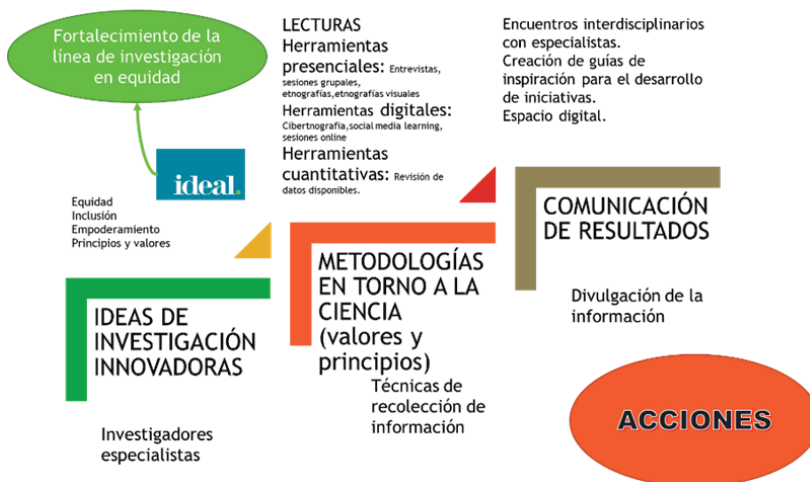 Fortalecimiento de la
línea de investigación
en equidad
ideal.
Equidad
Inclusión
Empoderamiento
Principios y valores
IDEAS DE
INVESTIGACIÓN
INNOVADORAS
Investigadores
especialistas
LECTURAS
Herramientas
presenciales: Entrevistas,
sesiones grupales,
etnografías,etnografías visuales
Herramientas digitales:
Cibertnografía,social media learning,
sesiones online
Herramientas
cuantitativas: Revisión de
datos disponibles.
METODOLOGÍAS
EN TORNO A LA
CIENCIA
(valores y
principios)
Técnicas de
recolección de
información
Encuentros interdisciplinarios
con especialistas.
Creación de guías de
inspiración para el desarrollo
de iniciativas.
Espacio digital.
COMUNICACIÓN
DE RESULTADOS
Divulgación de la
información
ACCIONES